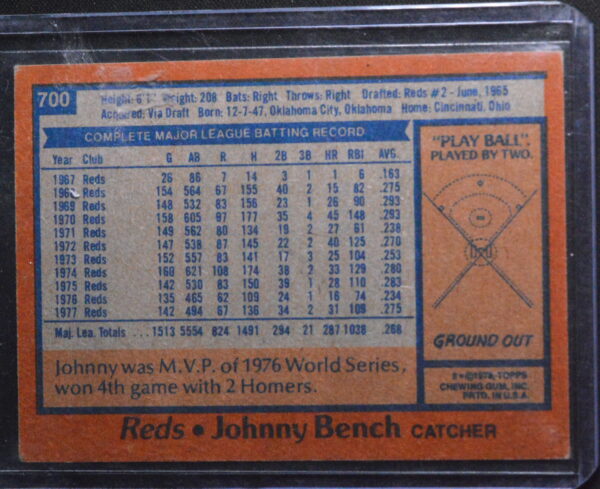 700
Height: 6'1" Weight: 208 Bats: Right Throws: Right Drafted: Reds #2 - June, 1965
Acquired: Via Draft Born: 12-7-47, Oklahoma City, Oklahoma Home: Cincinnati, Ohio
COMPLETE MAJOR LEAGUE BATTING RECORD
Year Club G AB R H 2B 3B HR RBI AVG.
1967 Reds 26 86 7 14 3 1 1 6 .163
1968 Reds 154 564 67 155 40 2 15 82 .275
1969 Reds 148 532 83 156 23 1 26 90 .293
1970 Reds 158 605 97 177 35 4 45 148 .293
1971 Reds 149 562 80 134 19 2 27 61 .238
1972 Reds 147 538 87 145 22 2 40 125 .270
1973 Reds 152 557 83 141 17 3 25 104 .253
1974 Reds 160 621 108 174 38 2 33 129 .280
1975 Reds 142 530 83 150 39 1 28 110 .283
1976 Reds 135 465 62 109 24 1 16 74 .234
1977 Reds 142 494 67 136 34 2 31 109 .275
Maj. Lea. Totals 1513 5554 824 1491 294 21 287 1038 .268
Johnny was M.V.P. of 1976 World Series,
won 4th game with 2 Homers.
"PLAY BALL".
PLAYED BY TWO.
GROUND OUT
©1978, TOPPS
CHEWING GUM, INC.
PRTD. IN U.S.A.
Reds • Johnny Bench CATCHER